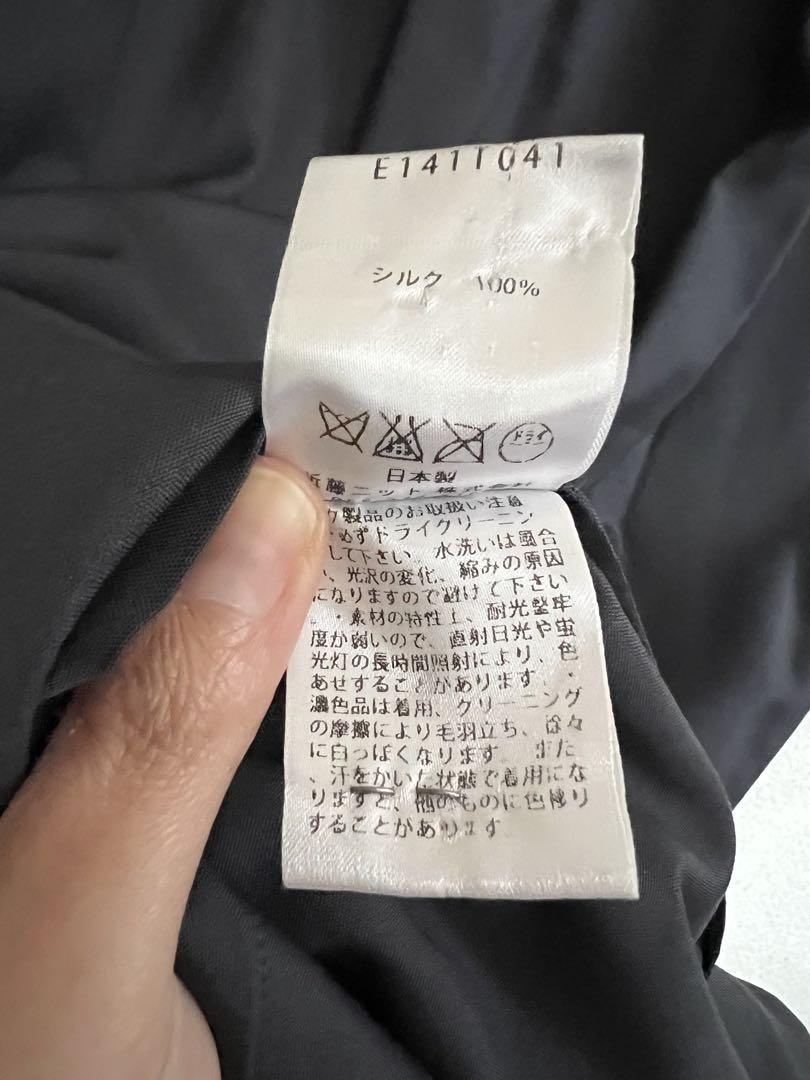 E141T041
シルク 100%
ドライ
日本製
藤ニット 株式会社
ク製品のお取扱い注意
・必ずドライクリーニン
して下さい。水洗いは風合
、光沢の変化、縮みの原因
になりますので避けて下さい
。・素材の特性上、耐光堅牢
度が弱いので、直射日光や蛍
光灯の長時間照射により、色
あせすることがあります。・
濃色品は着用、クリーニング
の摩擦により毛羽立ち、徐々
に白っぽくなります。また
、汗をかいた状態で着用にな
りますと、他のものに色移り
することがあります